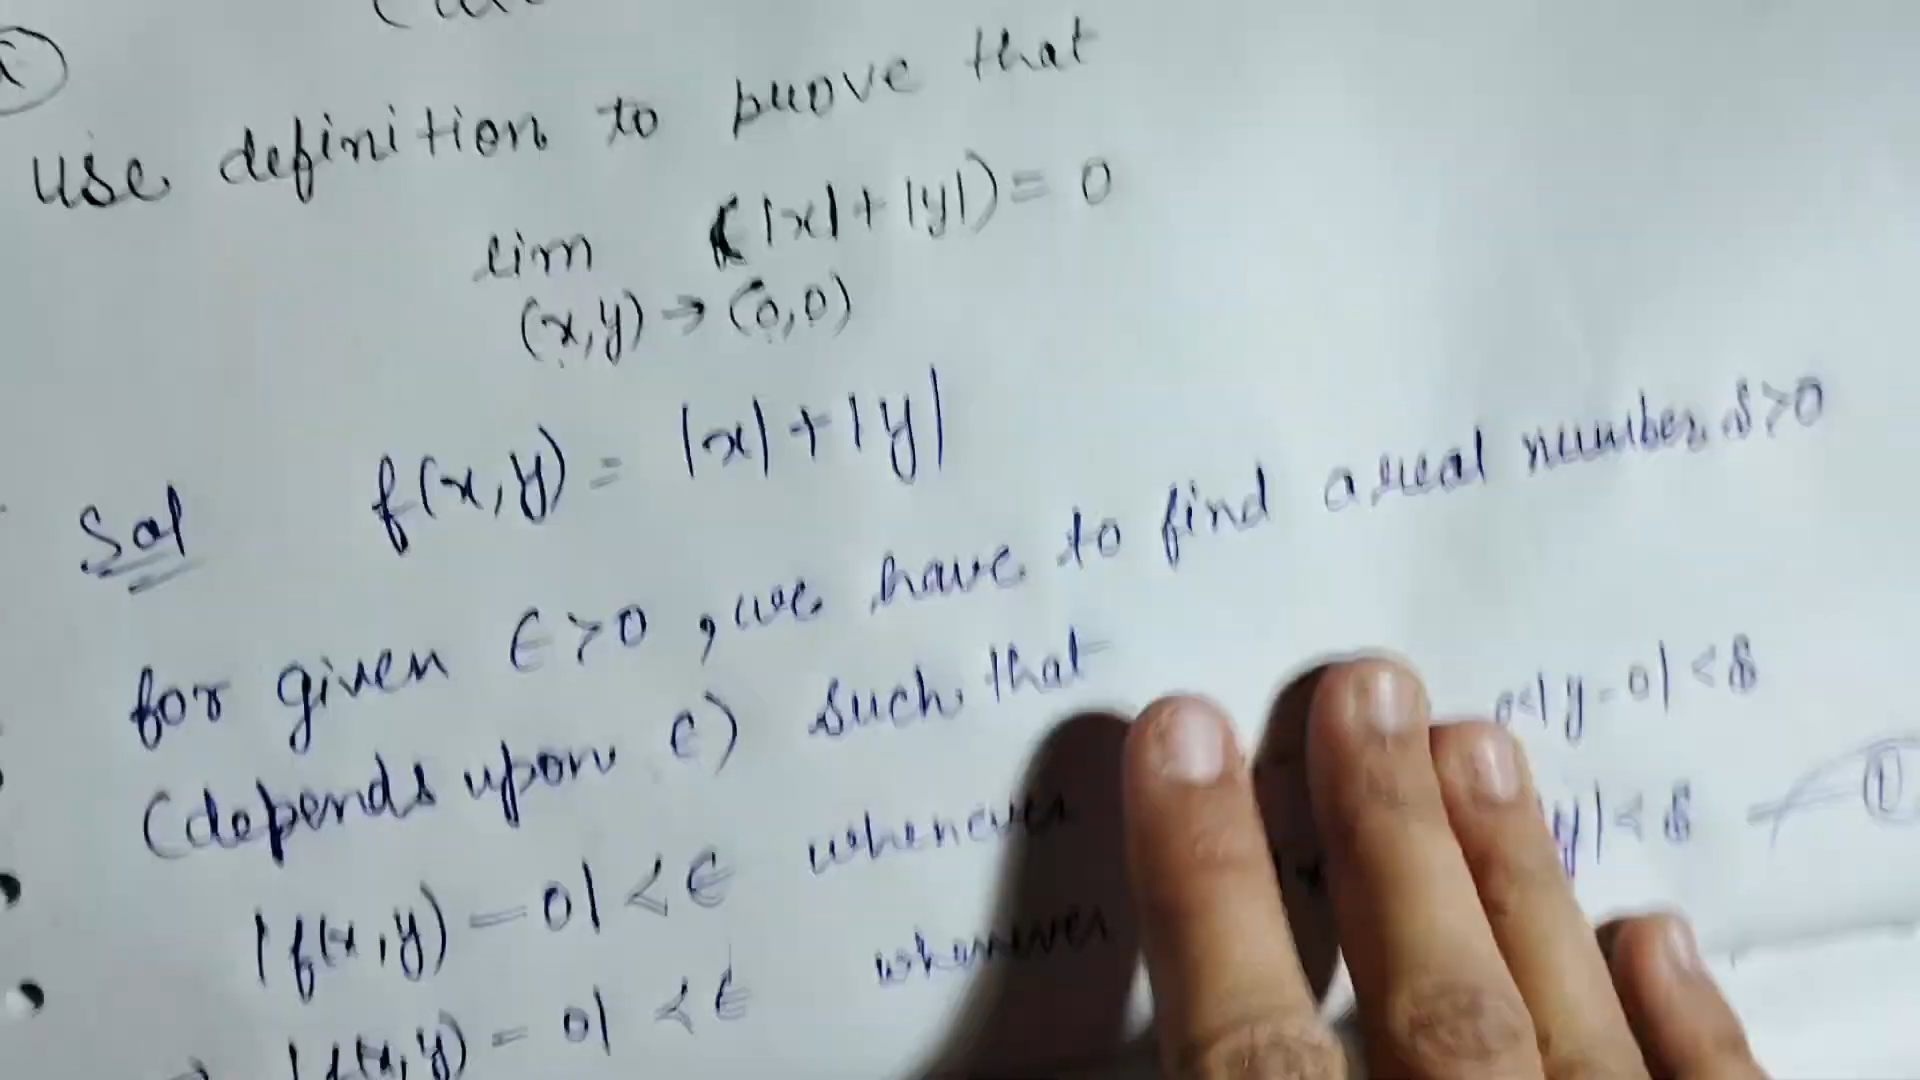 Use definition to prove that
lim (|x|+|y|) = 0
(x,y) → (0,0)
Sol f(x,y) = |x|+|y|
for given ∈>0, we have to find a real number δ>0
(depends upon ∈) such that
|f(x,y) - 0| < ∈ whenever 0<|y-0| < δ
|f(x,y) - 0| < ∈ whenever y| < δ — ①